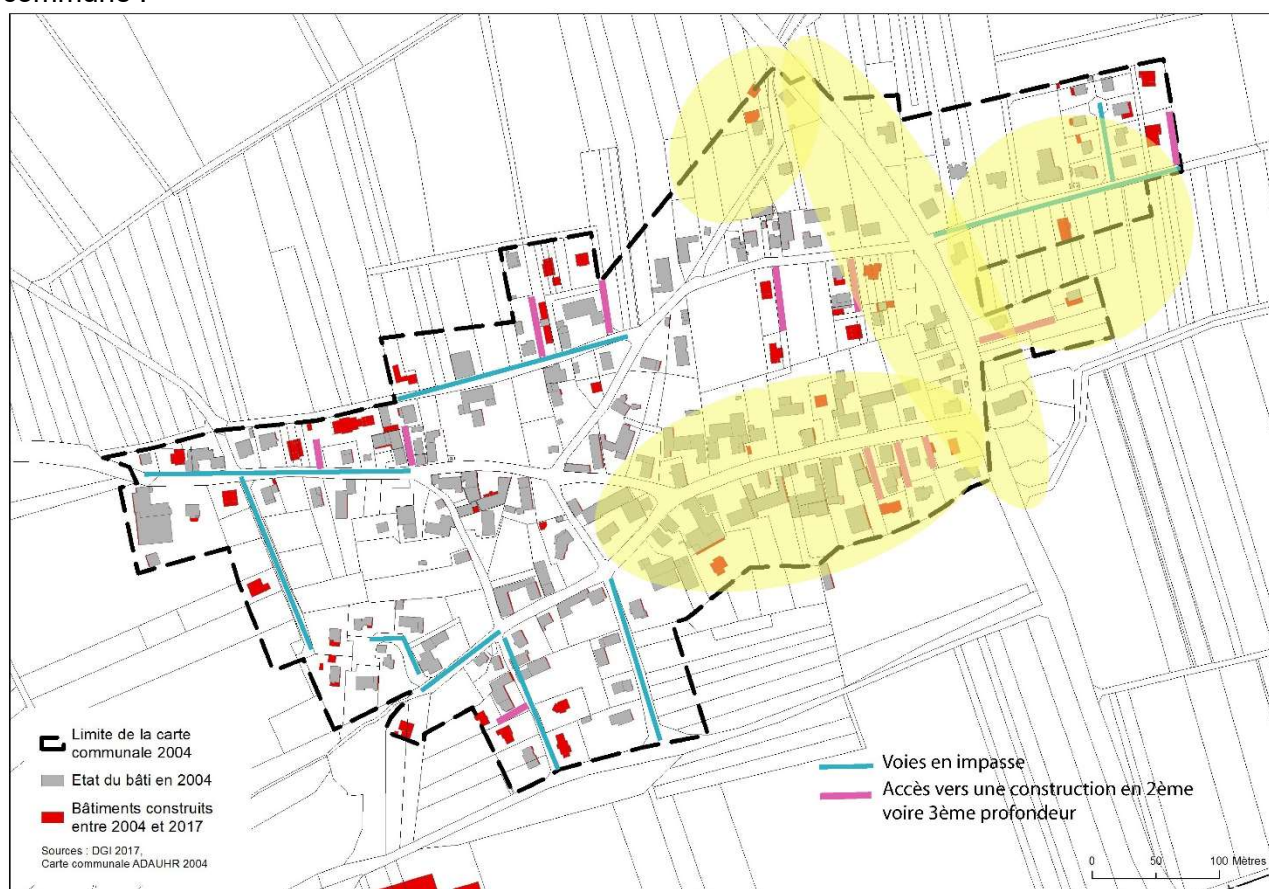 commune :
Limite de la carte
communale 2004
Etat du bâti en 2004
Bâtiments construits
entre 2004 et 2017
Sources : DGI 2017,
Carte communale ADAUHR 2004
Voies en impasse
Accès vers une construction en 2ème
voire 3ème profondeur
0 50 100 Mètres